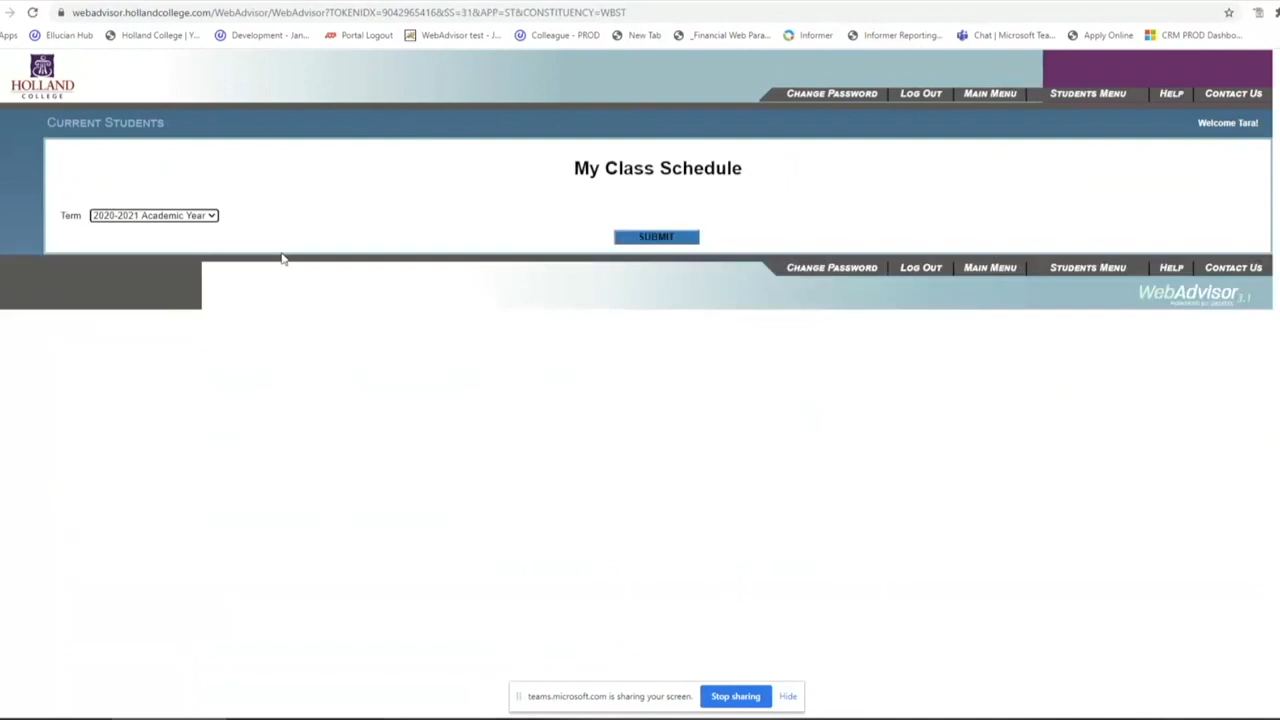 webadvisor.hollandcollege.com/WebAdvisor/WebAdvisor?TOKENIDX=9042965416&SS=31&APP=ST&CONSTITUENCY=WBST
Apps Ellucian Hub Holland College | Y... Development - Jan... Portal Logout WebAdvisor test - J... Colleague - PROD New Tab _Financial Web Para... Informer Informer Reporting... Chat | Microsoft Tea... Apply Online CRM PROD Dashbo...
HOLLAND
COLLEGE
CHANGE PASSWORD LOG OUT MAIN MENU STUDENTS MENU HELP CONTACT US
CURRENT STUDENTS Welcome Tara!
My Class Schedule
Term 2020-2021 Academic Year
SUBMIT
CHANGE PASSWORD LOG OUT MAIN MENU STUDENTS MENU HELP CONTACT US
WebAdvisor 3.1
teams.microsoft.com is sharing your screen. Stop sharing Hide